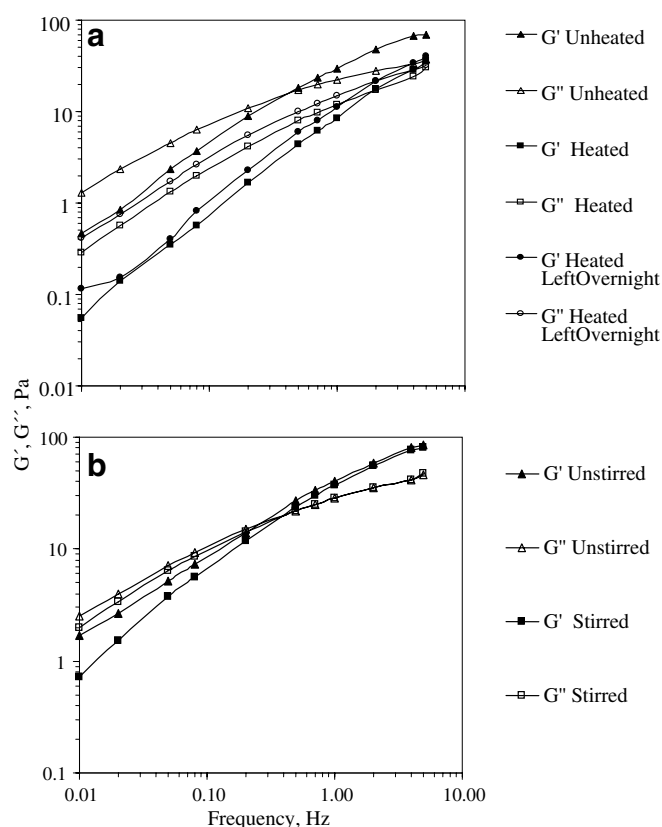 a
100
10
1
0.1
0.01
G' Unheated
G" Unheated
G' Heated
G" Heated
G' Heated
LeftOvernight
G" Heated
LeftOvernight
G´, G´´, Pa
b
100
10
1
0.1
0.01
0.10
1.00
10.00
Frequency, Hz
G' Unstirred
G" Unstirred
G' Stirred
G" Stirred